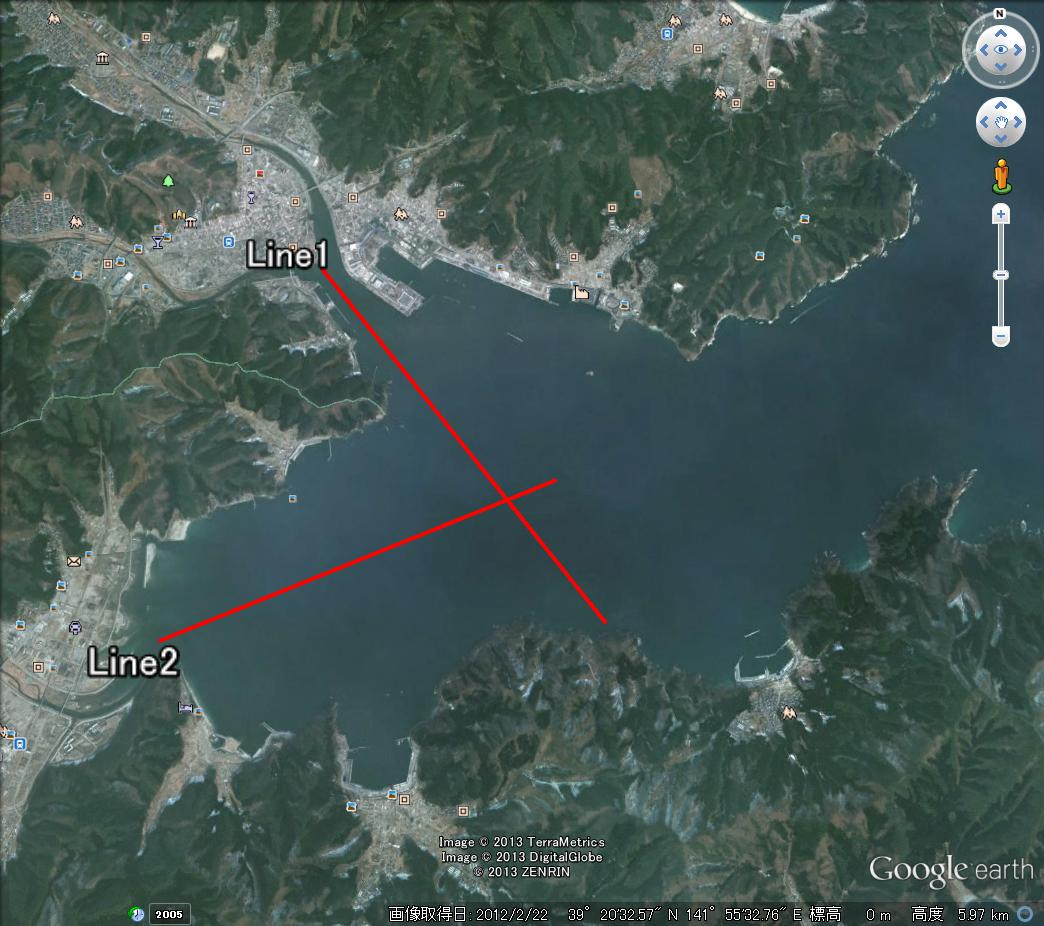 N
Line1
Line2
Image © 2013 TerraMetrics
Image © 2013 DigitalGlobe
© 2013 ZENRIN
Google earth
2005
画像取得日: 2012/2/22 39° 20'32.57" N 141° 55'32.76" E 標高 0 m 高度 5.97 km